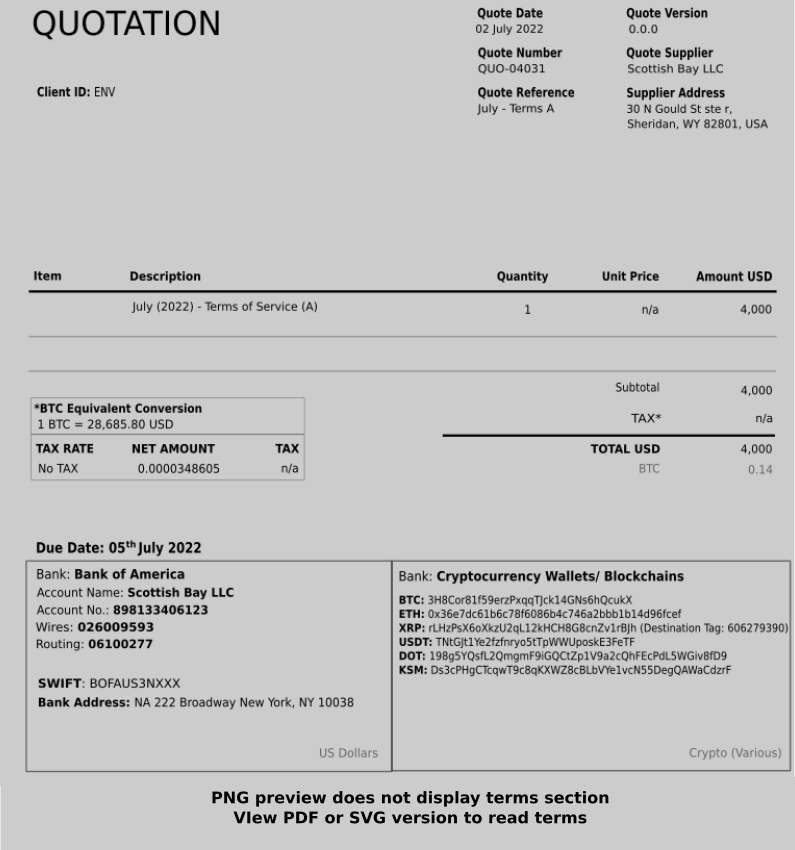 QUOTATION
Client ID: ENV
Quote Date
02 July 2022
Quote Number
QUO-04031
Quote Reference
July - Terms A
Quote Version
0.0.0
Quote Supplier
Scottish Bay LLC
Supplier Address
30 N Gould St ste r,
Sheridan, WY 82801, USA
Item Description Quantity Unit Price Amount USD
July (2022) - Terms of Service (A) 1 n/a 4,000
Subtotal 4,000
TAX* n/a
TOTAL USD 4,000
BTC 0.14
*BTC Equivalent Conversion
1 BTC = 28,685.80 USD
TAX RATE NET AMOUNT TAX
No TAX 0.0000348605 n/a
Due Date: 05th July 2022
Bank: Bank of America
Account Name: Scottish Bay LLC
Account No.: 898133406123
Wires: 026009593
Routing: 06100277
SWIFT: BOFAUS3NXXX
Bank Address: NA 222 Broadway New York, NY 10038
US Dollars
Bank: Cryptocurrency Wallets/ Blockchains
BTC: 3H8Cor81f59erzPxqqTJck14GNs6hQcukX
ETH: 0x36e7dc61b6c78f6086b4c746a2bbb1b14d96fcef
XRP: rLHzPsX6oXkzU2qL12kHCH8G8cnZv1rBJh (Destination Tag: 606279390)
USDT: TNtGJt1Ye2fzfnryo5tTpWWUposkE3FeTF
DOT: 198g5YQsfL2QmgmF9iGQCtZp1V9a2cQhFEcPdL5WGiv8fD9
KSM: Ds3cPHgCTcqwT9c8qKXWZ8cBLbVYe1vcN55DegQAWaCdzrF
Crypto (Various)
PNG preview does not display terms section
VIew PDF or SVG version to read terms